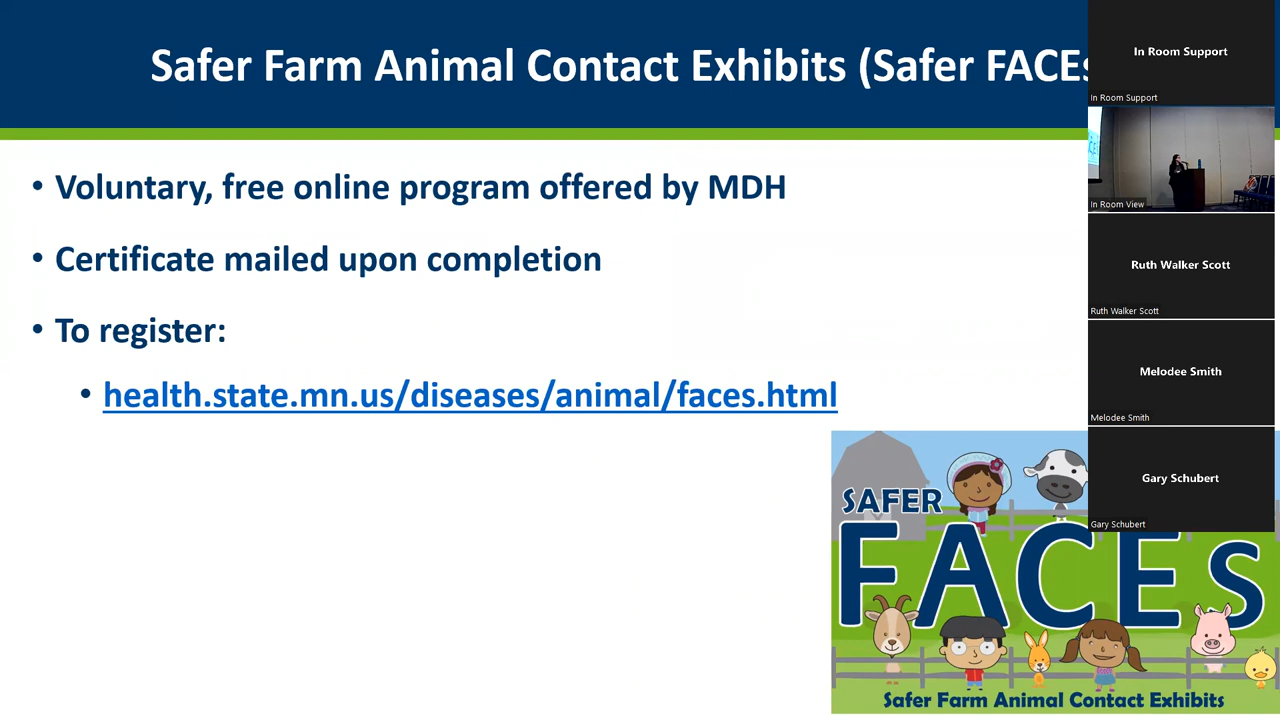 Safer Farm Animal Contact Exhibits (Safer FACEs
• Voluntary, free online program offered by MDH
• Certificate mailed upon completion
• To register:
• health.state.mn.us/diseases/animal/faces.html
SAFER
FACEs
Safer Farm Animal Contact Exhibits
In Room Support
In Room Support
In Room View
Ruth Walker Scott
Ruth Walker Scott
Melodee Smith
Melodee Smith
Gary Schubert
Gary Schubert